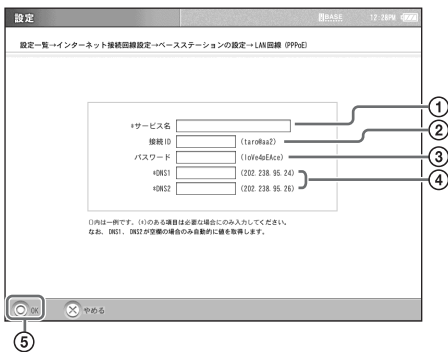 設定
BASE 12:28PM
設定一覧→インターネット接続回線設定→ベースステーションの設定→LAN回線 (PPPoE)
*サービス名
接続ID (taro@aa2)
パスワード (loVe4pEAce)
*DNS1 (202.238.95.24)
*DNS2 (202.238.95.26)
()内は一例です。(*)のある項目は必要な場合にのみ入力してください。
なお、DNS1、DNS2が空欄の場合のみ自動的に値を取得します。
OK やめる
①
②
③
④
⑤